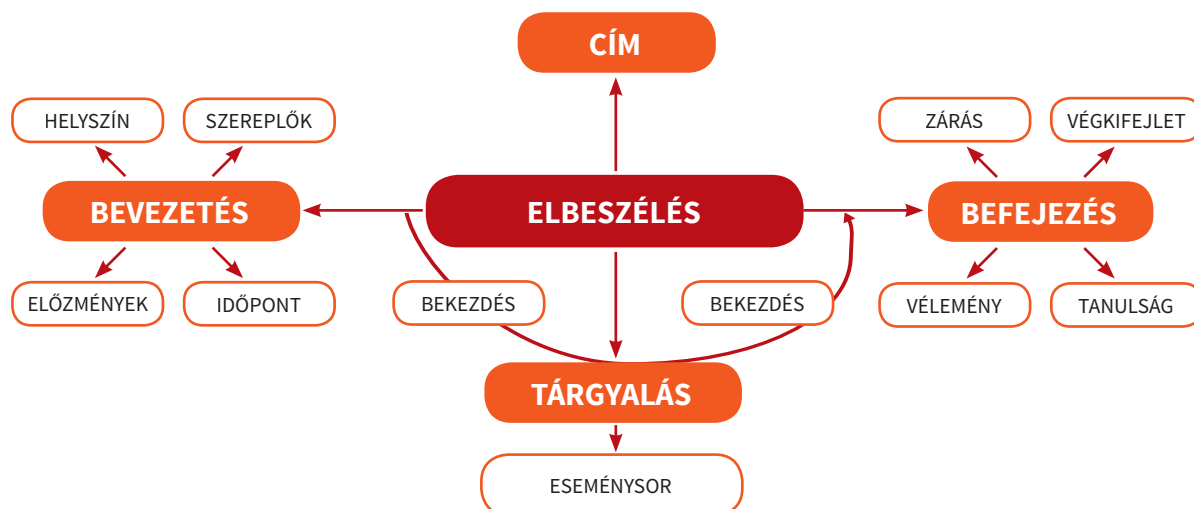 CÍM
HELYSZÍN
SZEREPLŐK
ZÁRÁS
VÉGKIFEJLET
BEVEZETÉS
ELBESZÉLÉS
BEFEJEZÉS
ELŐZMÉNYEK
IDŐPONT
BEKEZDÉS
BEKEZDÉS
VÉLEMÉNY
TANULSÁG
TÁRGYALÁS
ESEMÉNYSOR